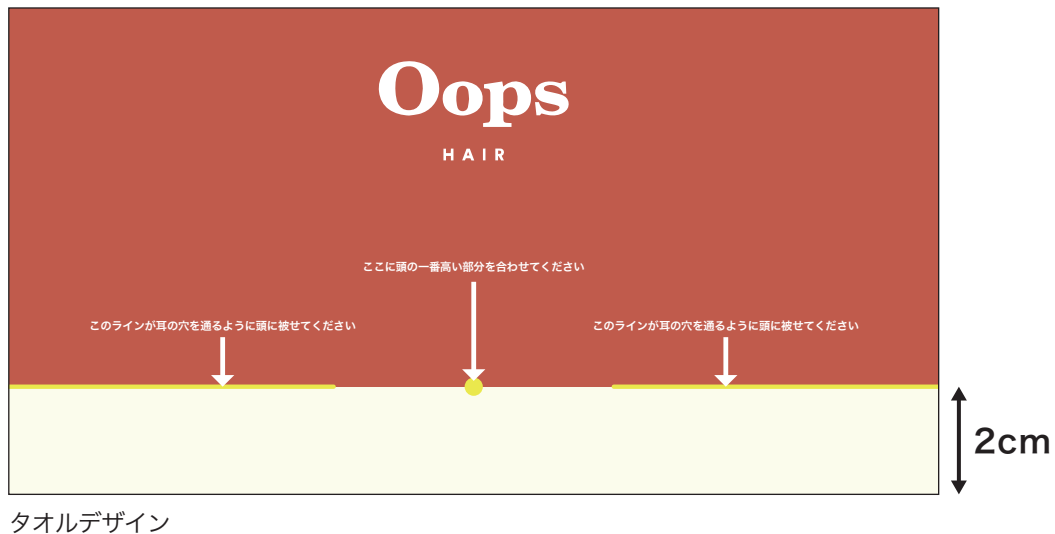 Oops
HAIR
ここに頭の一番高い部分を合わせてください
このラインが耳の穴を通るように頭に被せてください
このラインが耳の穴を通るように頭に被せてください
2cm
タオルデザイン